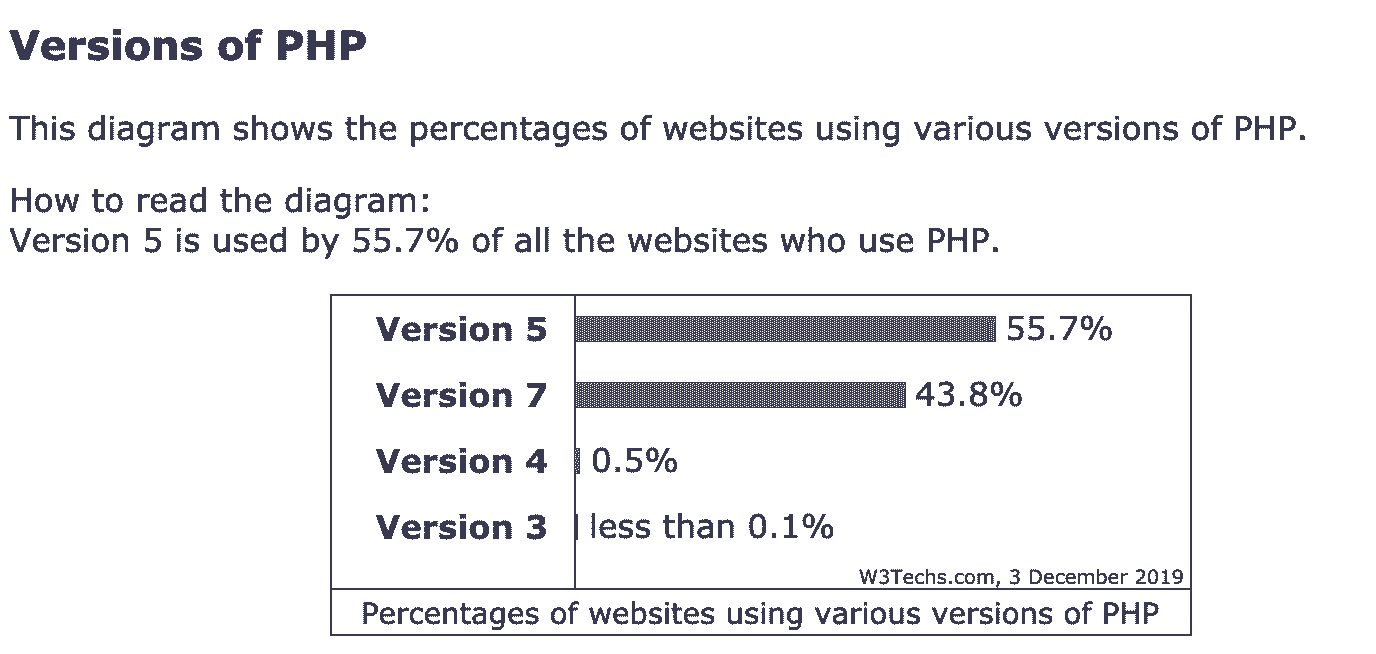 Versions of PHP
This diagram shows the percentages of websites using various versions of PHP.
How to read the diagram:
Version 5 is used by 55.7% of all the websites who use PHP.
Version 5 55.7%
Version 7 43.8%
Version 4 0.5%
Version 3 less than 0.1%
W3Techs.com, 3 December 2019
Percentages of websites using various versions of PHP